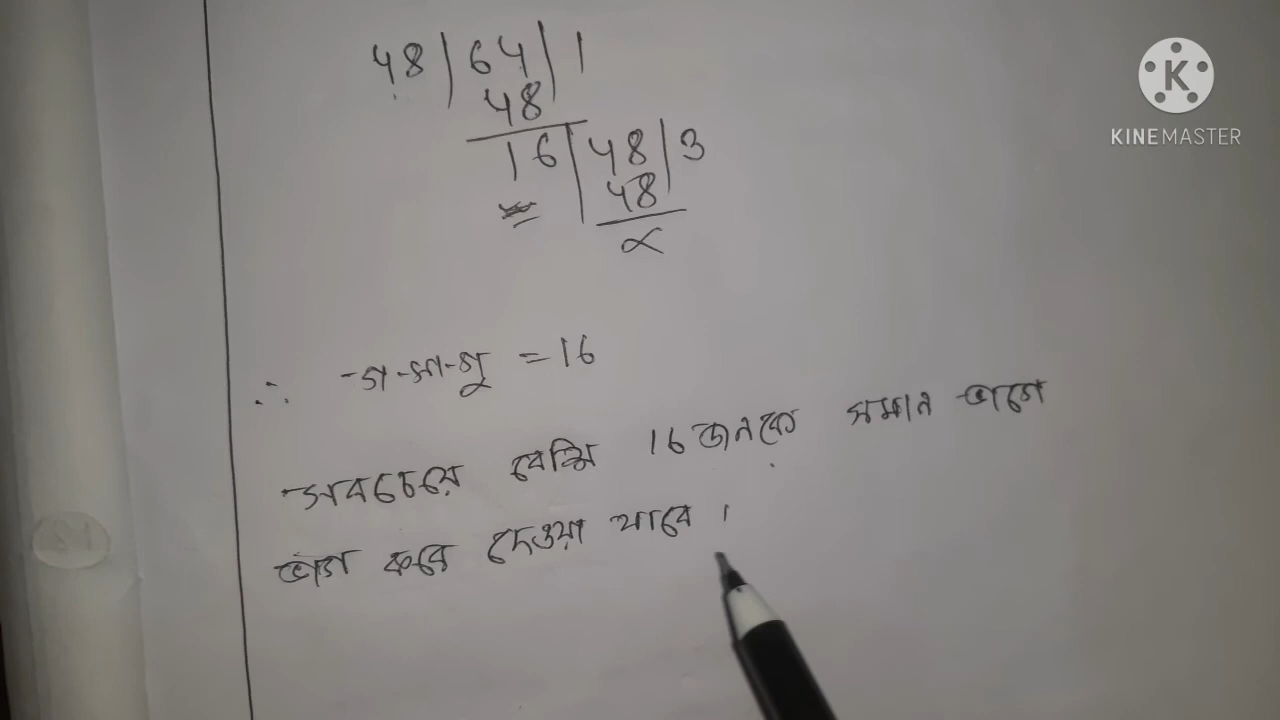 48 | 64 | 1
48
16 | 48 | 3
48
∴ গ-সা-গু = 16
সবচেয়ে বেশি 16 জনকে সমান ভাগে
ভাগ করে দেওয়া যাবে।
KINEMASTER